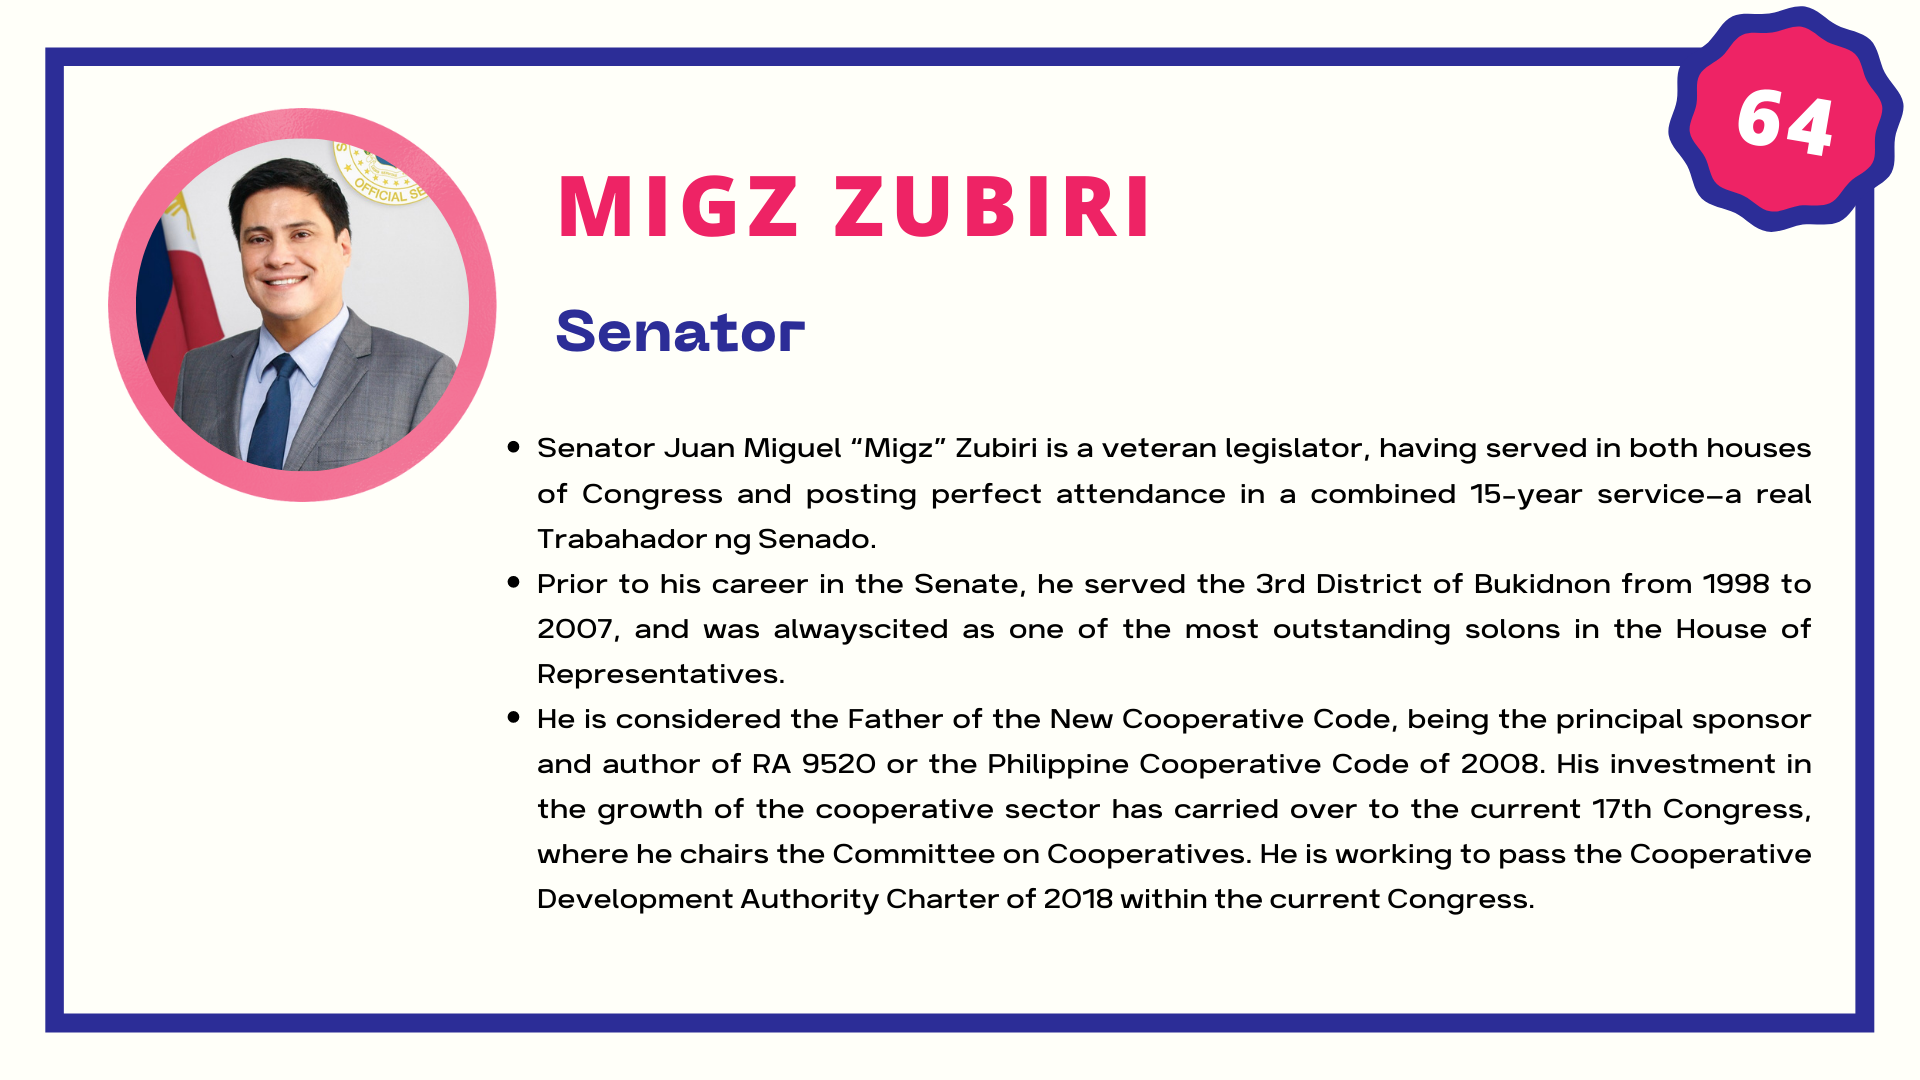 64
OFFICIAL SE
MIGZ ZUBIRI
Senator
• Senator Juan Miguel “Migz” Zubiri is a veteran legislator, having served in both houses
of Congress and posting perfect attendance in a combined 15-year service—a real
Trabahador ng Senado.
• Prior to his career in the Senate, he served the 3rd District of Bukidnon from 1998 to
2007, and was alwayscited as one of the most outstanding solons in the House of
Representatives.
• He is considered the Father of the New Cooperative Code, being the principal sponsor
and author of RA 9520 or the Philippine Cooperative Code of 2008. His investment in
the growth of the cooperative sector has carried over to the current 17th Congress,
where he chairs the Committee on Cooperatives. He is working to pass the Cooperative
Development Authority Charter of 2018 within the current Congress.